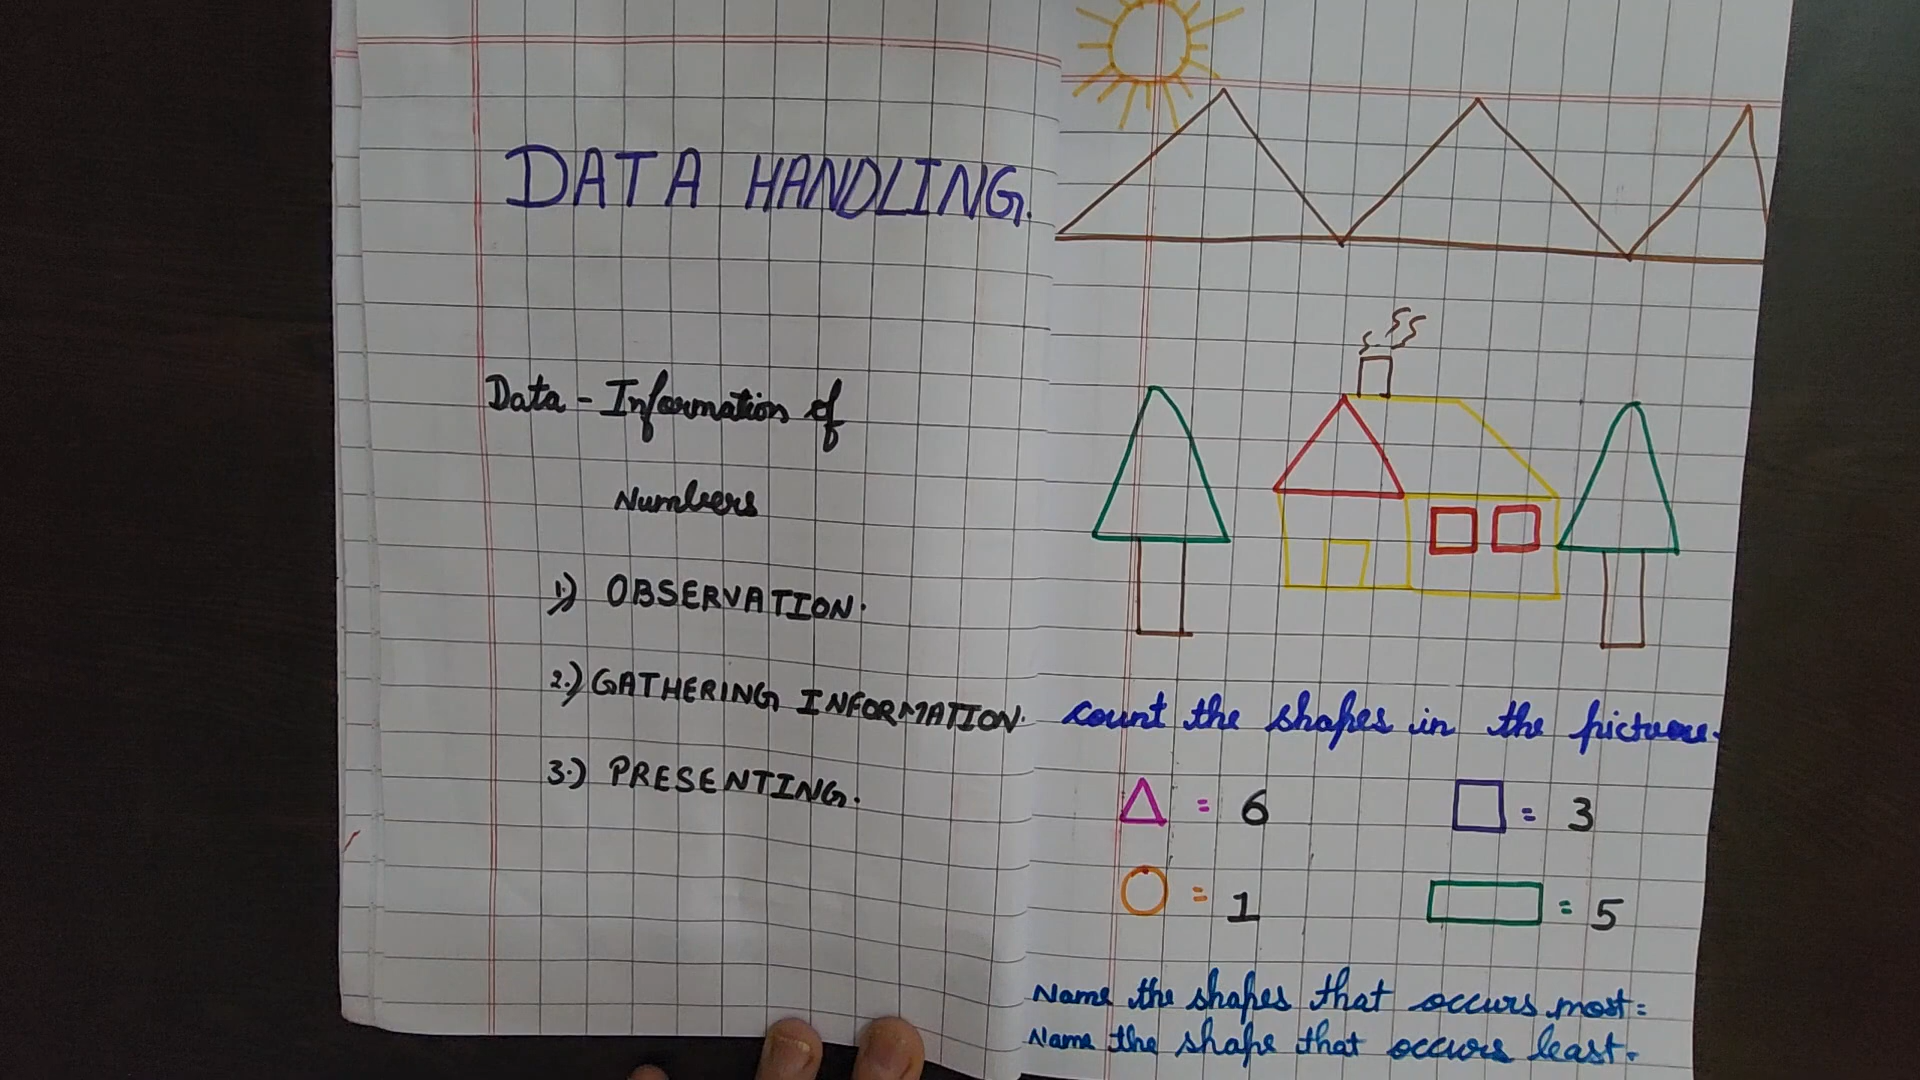 DATA HANDLING.
Data - Information of
Numbers
1.) OBSERVATION.
2.) GATHERING INFORMATION.
3.) PRESENTING.
count the shapes in the picture.
= 6
= 3
= 1
= 5
Name the shapes that occurs most:
Name the shape that occurs least.